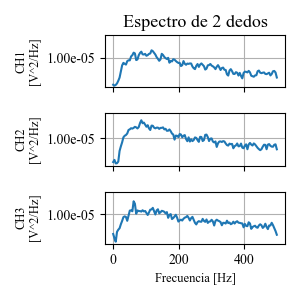 Espectro de 2 dedos
CH1
[V^2/Hz]
1.00e-05
CH2
[V^2/Hz]
1.00e-05
CH3
[V^2/Hz]
1.00e-05
0 200 400
Frecuencia [Hz]